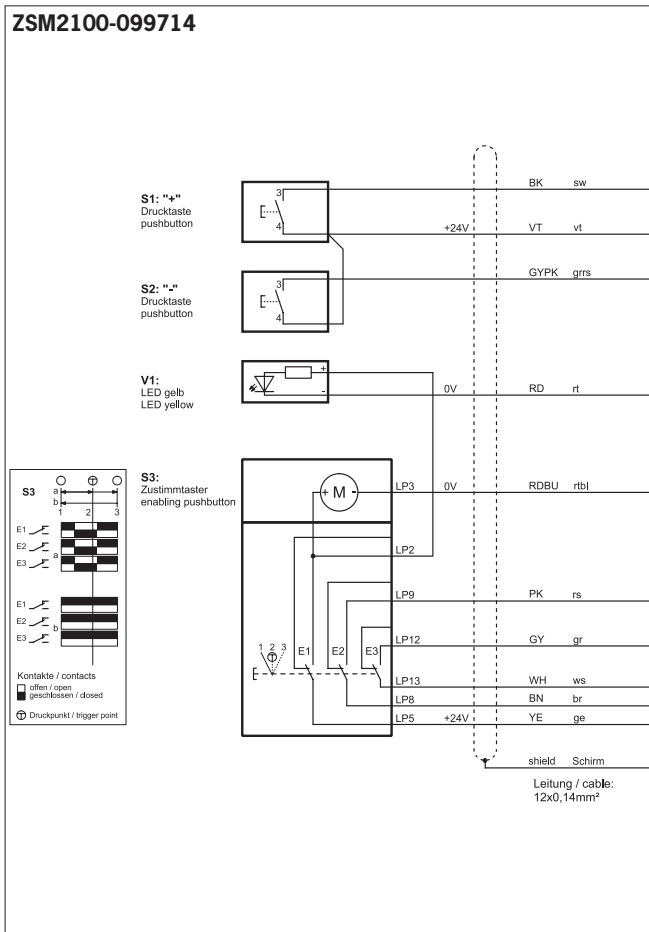 ZSM2100-099714
S1: "+"
Drucktaste
pushbutton
3
4
BK sw
+24V VT vt
S2: "-"
Drucktaste
pushbutton
3
4
GYPK grrs
V1:
LED gelb
LED yellow
+
-
0V RD rt
S3:
Zustimmtaster
enabling pushbutton
+ M -
LP3 0V RDBU rtbl
LP2
LP9 PK rs
LP12 GY gr
LP13 WH ws
LP8 BN br
LP5 +24V YE ge
1 2 3
T
E1 E2 E3
shield Schirm
Leitung / cable:
12x0,14mm²
S3
T
a
b
1 2 3
E1
E2
E3
a
E1
E2
E3
b
Kontakte / contacts
offen / open
geschlossen / closed
T Druckpunkt / trigger point